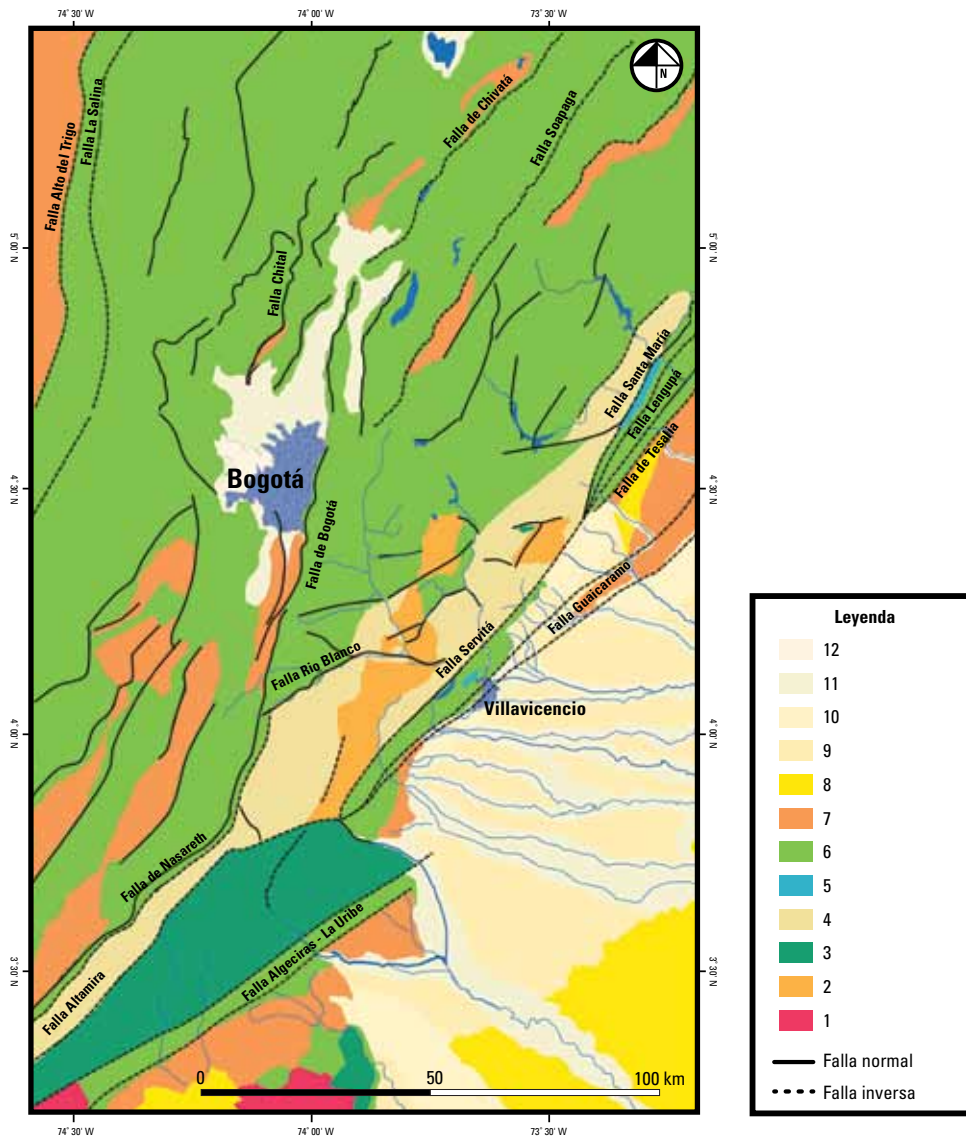 74° 30' W
74° 00' W
73° 30' W
N
Falla Alto del Trigo
Falla La Salina
Falla de Chivatá
Falla Soapaga
5° 00' N
5° 00' N
Falla Chital
Falla Santa María
Falla Lengupá
Falla de Tesalia
Bogotá
4° 30' N
4° 30' N
Falla de Bogotá
Falla Guaicaramo
Falla Servitá
Falla Río Blanco
Villavicencio
4° 00' N
4° 00' N
Falla de Nasareth
Falla Algeciras - La Uribe
Falla Altamira
3° 30' N
3° 30' N
0 50 100 km
74° 30' W
74° 00' W
73° 30' W
Leyenda
12
11
10
9
8
7
6
5
4
3
2
1
Falla normal
Falla inversa